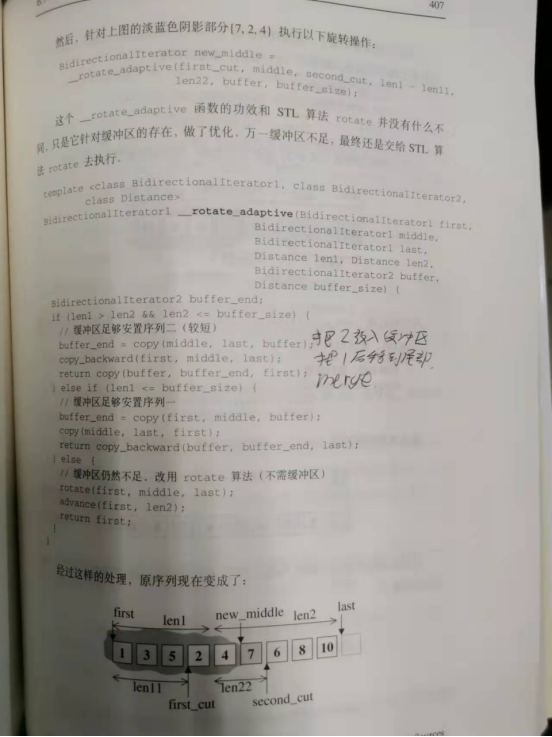 407
然后，针对上图的淡蓝色阴影部分{7,2,4} 执行以下旋转操作：
BidirectionalIterator new_middle =
__rotate_adaptive(first_cut, middle, second_cut, len1 - len11,
len22, buffer, buffer_size);
这个 __rotate_adaptive 函数的功效和 STL 算法 rotate 并没有什么不
同，只是它针对缓冲区的存在，做了优化。万一缓冲区不足，最终还是交给 STL 算
法 rotate 去执行。
template <class BidirectionalIterator1, class BidirectionalIterator2,
class Distance>
BidirectionalIterator1 __rotate_adaptive(BidirectionalIterator1 first,
BidirectionalIterator1 middle,
BidirectionalIterator1 last,
Distance len1, Distance len2,
BidirectionalIterator2 buffer,
Distance buffer_size) {
BidirectionalIterator2 buffer_end;
if (len1 > len2 && len2 <= buffer_size) {
// 缓冲区足够安置序列二（较短）
buffer_end = copy(middle, last, buffer); 把2放入缓冲区
copy_backward(first, middle, last); 把1后移到尾部
return copy(buffer, buffer_end, first); merge
} else if (len1 <= buffer_size) {
// 缓冲区足够安置序列一
buffer_end = copy(first, middle, buffer);
copy(middle, last, first);
return copy_backward(buffer, buffer_end, last);
} else {
// 缓冲区仍然不足，改用 rotate 算法（不需缓冲区）
rotate(first, middle, last);
advance(first, len2);
return first;
}
}
经过这样的处理，原序列现在变成了：
first len1 new_middle len2 last
1 3 5 2 4 7 6 8 10
len11 first_cut len22 second_cut